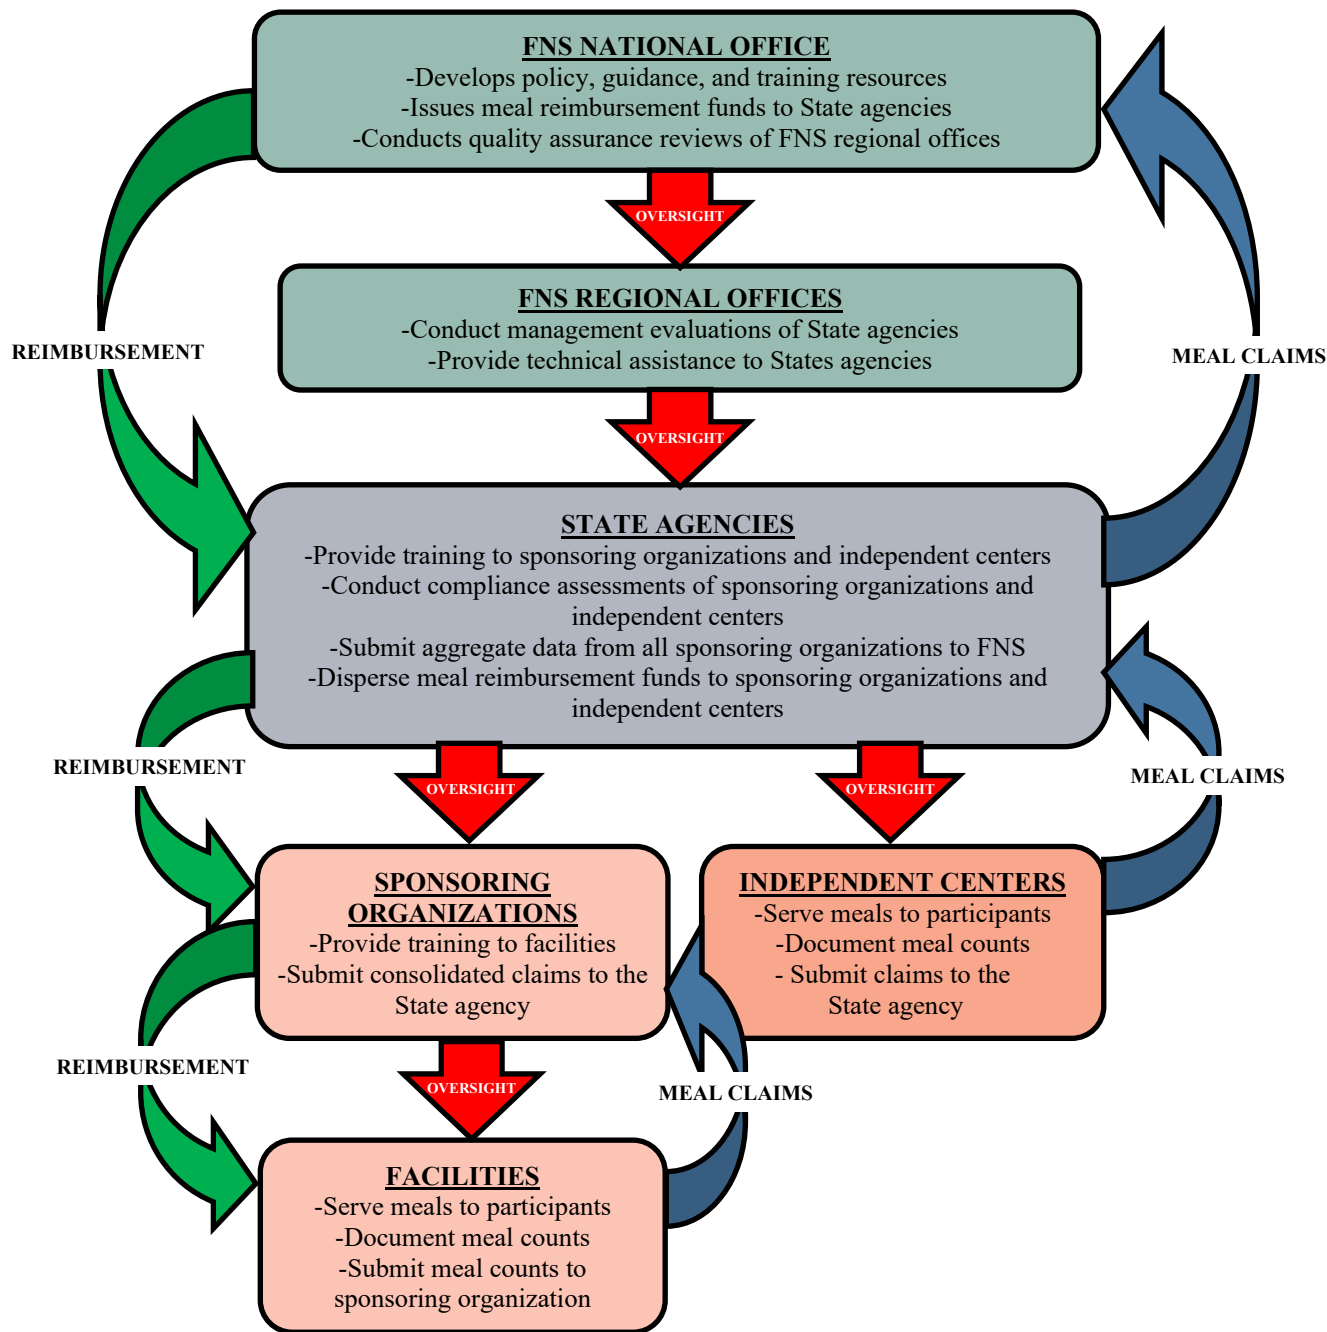 FNS NATIONAL OFFICE
-Develops policy, guidance, and training resources
-Issues meal reimbursement funds to State agencies
-Conducts quality assurance reviews of FNS regional offices
OVERSIGHT
FNS REGIONAL OFFICES
-Conduct management evaluations of State agencies
-Provide technical assistance to States agencies
REIMBURSEMENT
MEAL CLAIMS
OVERSIGHT
STATE AGENCIES
-Provide training to sponsoring organizations and independent centers
-Conduct compliance assessments of sponsoring organizations and
independent centers
-Submit aggregate data from all sponsoring organizations to FNS
-Disperse meal reimbursement funds to sponsoring organizations and
independent centers
REIMBURSEMENT
MEAL CLAIMS
OVERSIGHT
OVERSIGHT
SPONSORING
ORGANIZATIONS
-Provide training to facilities
-Submit consolidated claims to the
State agency
INDEPENDENT CENTERS
-Serve meals to participants
-Document meal counts
- Submit claims to the
State agency
REIMBURSEMENT
OVERSIGHT
MEAL CLAIMS
FACILITIES
-Serve meals to participants
-Document meal counts
-Submit meal counts to
sponsoring organization